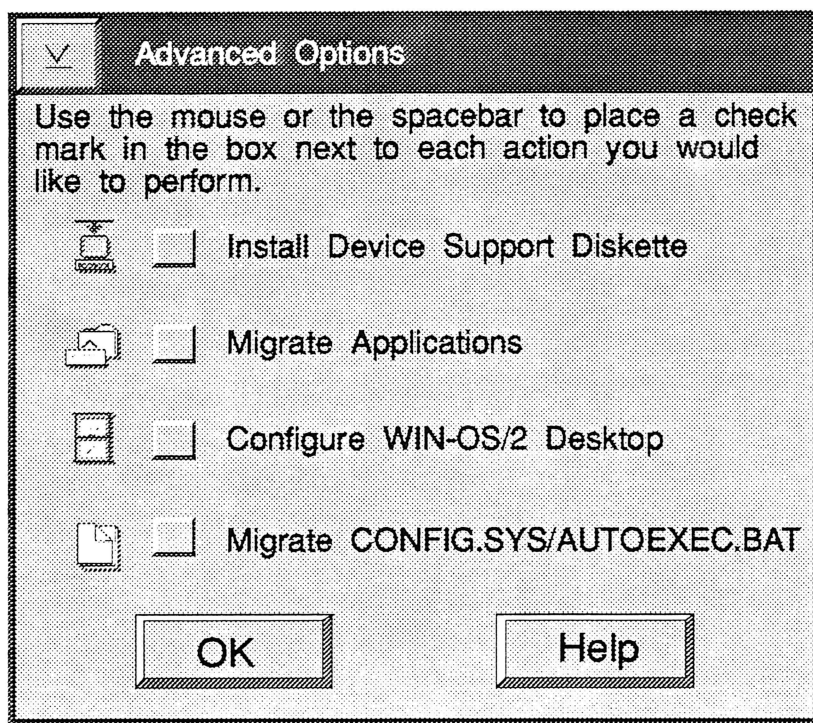 Advanced Options
Use the mouse or the spacebar to place a check
mark in the box next to each action you would
like to perform.
Install Device Support Diskette
Migrate Applications
Configure WIN-OS/2 Desktop
Migrate CONFIG.SYS/AUTOEXEC.BAT
OK
Help